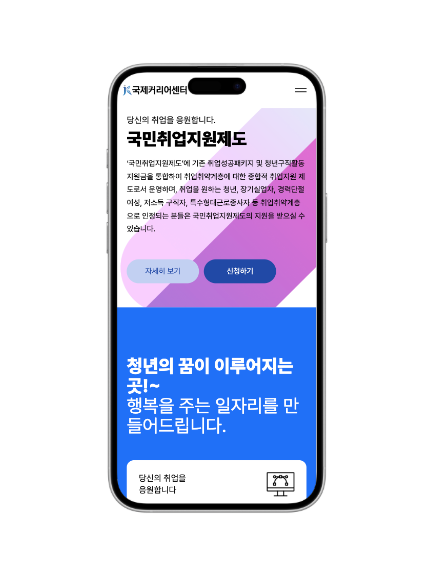 국제커리어센터
당신의 취업을 응원합니다.
국민취업지원제도
'국민취업지원제도'에 기존 취업성공패키지 및 청년구직활동
지원금을 통합하여 취업취약계층에 대한 종합적 취업지원 제
도로서 운영하며, 취업을 원하는 청년, 장기실업자, 경력단절
여성, 저소득 구직자, 특수형태근로종사자 등 취업취약계층
으로 인정되는 분들은 국민취업지원제도의 지원을 받으실 수
있습니다.
자세히 보기
신청하기
청년의 꿈이 이루어지는
곳!~
행복을 주는 일자리를 만
들어드립니다.
당신의 취업을
응원합니다